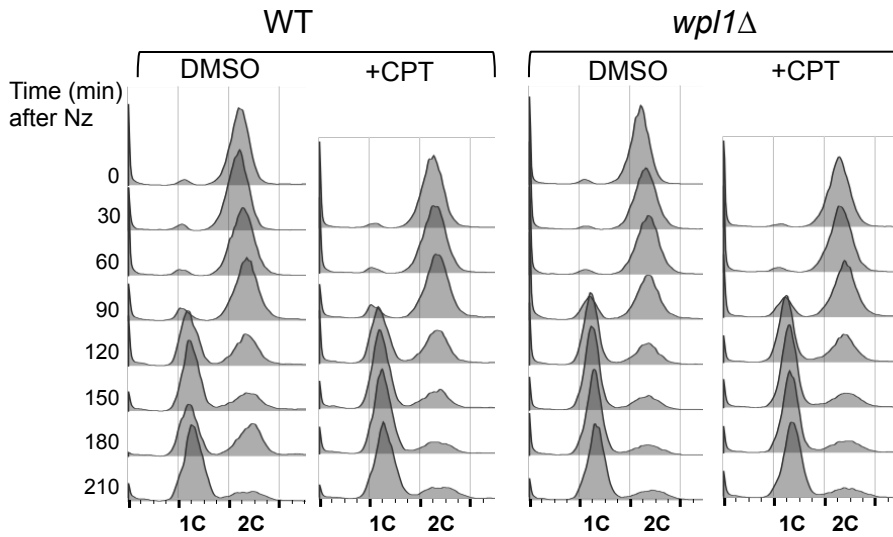 WT wpl1Δ
DMSO +CPT DMSO +CPT
Time (min)
after Nz
0
30
60
90
120
150
180
210
1C 2C 1C 2C 1C 2C 1C 2C